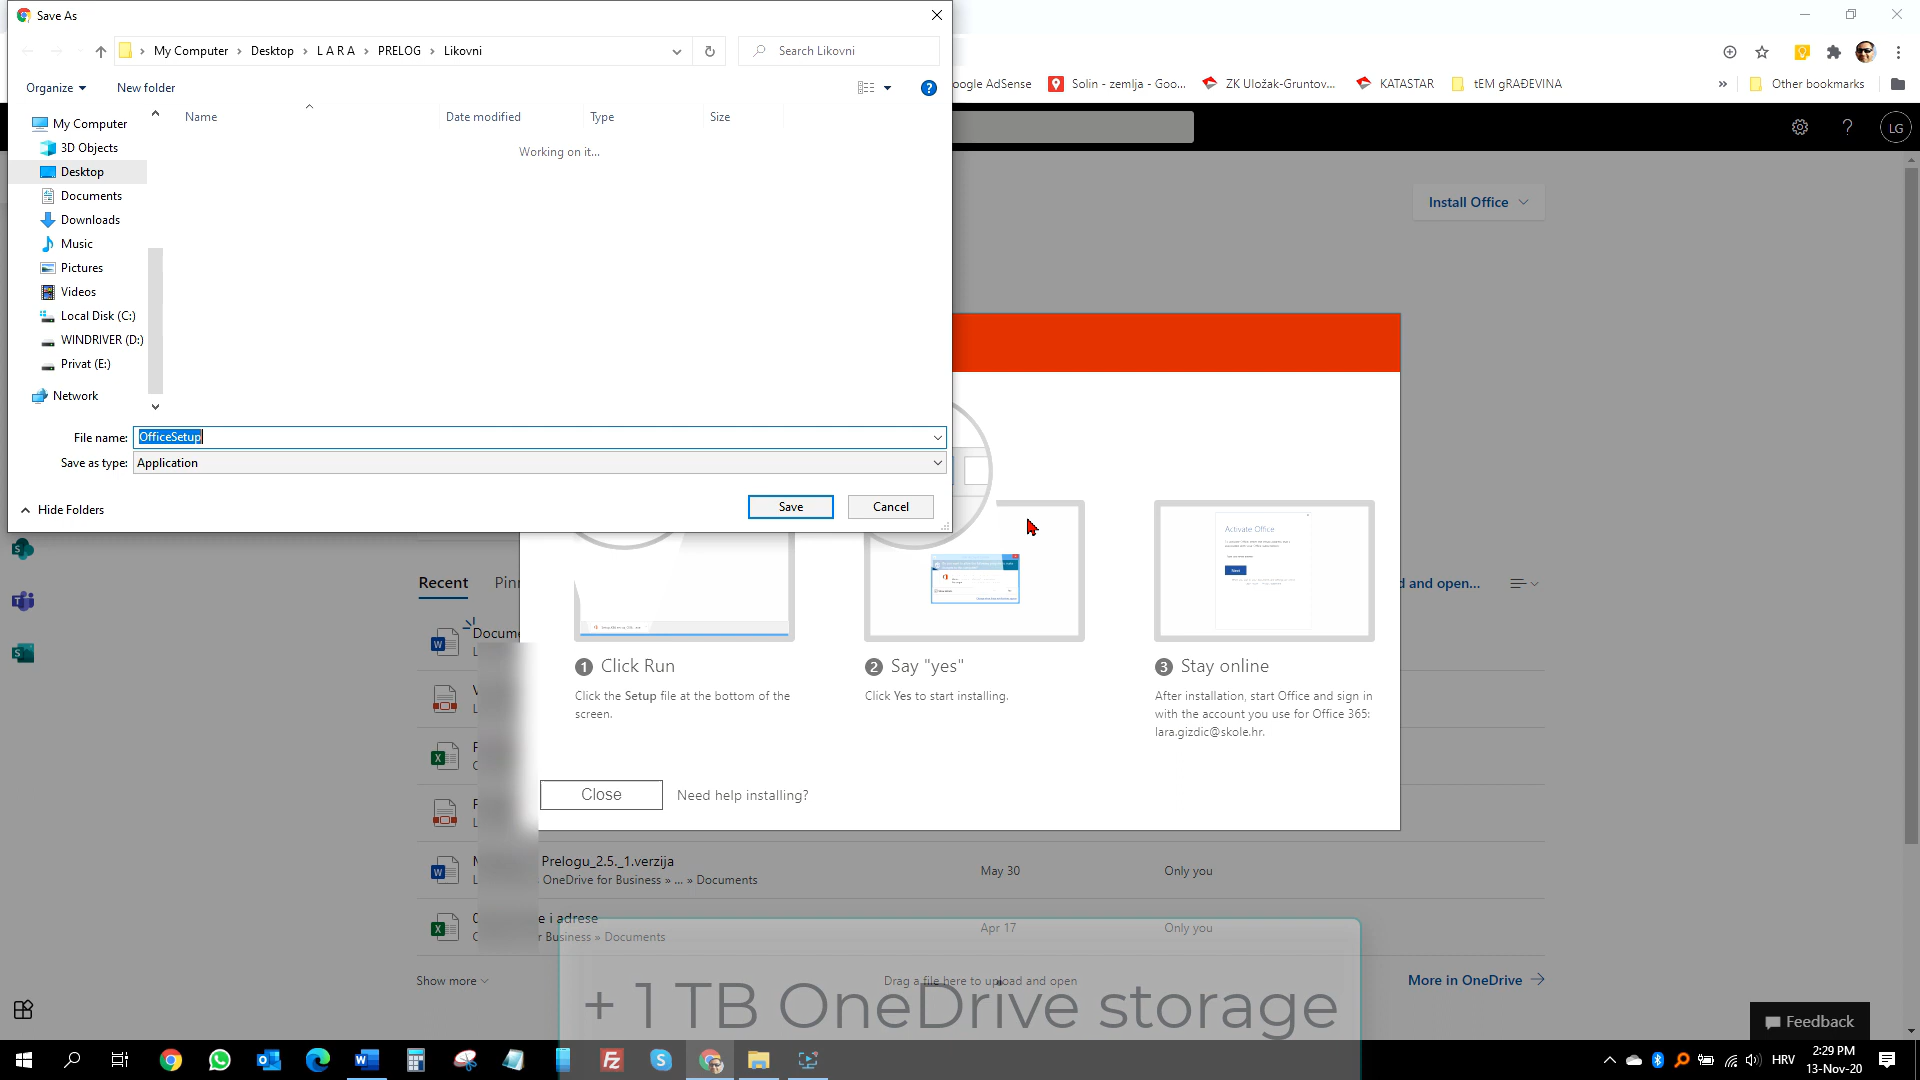 Save As
My Computer > Desktop > L A R A > PRELOG > Likovni
Search Likovni
Organize
New folder
Name
Date modified
Type
Size
Working on it...
My Computer
3D Objects
Desktop
Documents
Downloads
Music
Pictures
Videos
Local Disk (C:)
WINDRIVER (D:)
Privat (E:)
Network
File name: OfficeSetup
Save as type: Application
Hide Folders
Save
Cancel
oogle AdSense
Solin - zemlja - Goo...
ZK Uložak-Gruntov...
KATASTAR
tEM gRAĐEVINA
»
Other bookmarks
?
LG
Install Office
Activate Office
Next
1 Click Run
Click the Setup file at the bottom of the
screen.
2 Say "yes"
Click Yes to start installing.
3 Stay online
After installation, start Office and sign in
with the account you use for Office 365:
lara.gizdic@skole.hr.
Close
Need help installing?
Recent
Pinn
d and open...
Docume
Prelogu_2.5._1.verzija
OneDrive for Business » ... » Documents
May 30
Only you
e i adrese
r Business » Documents
Apr 17
Only you
Show more
Drag a file here to upload and open
More in OneDrive
+ 1 TB OneDrive storage
Feedback
HRV
2:29 PM
13-Nov-20